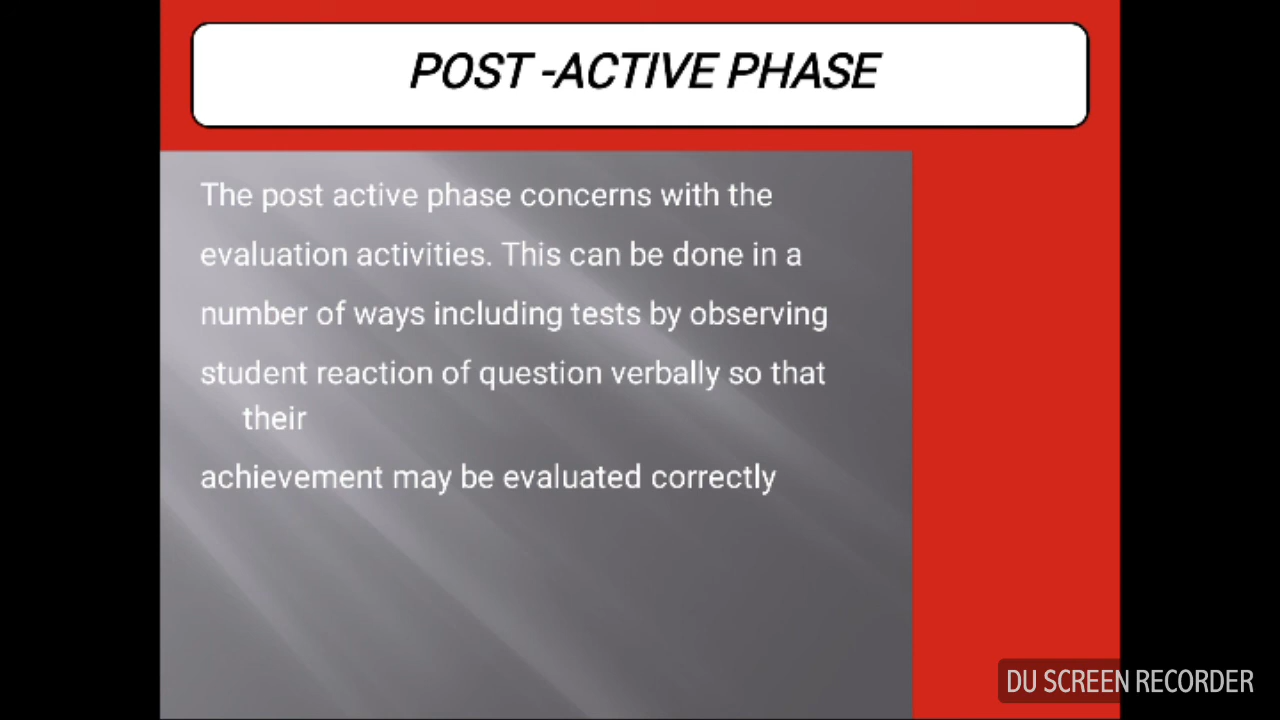 POST -ACTIVE PHASE
The post active phase concerns with the
evaluation activities. This can be done in a
number of ways including tests by observing
student reaction of question verbally so that
their
achievement may be evaluated correctly
DU SCREEN RECORDER